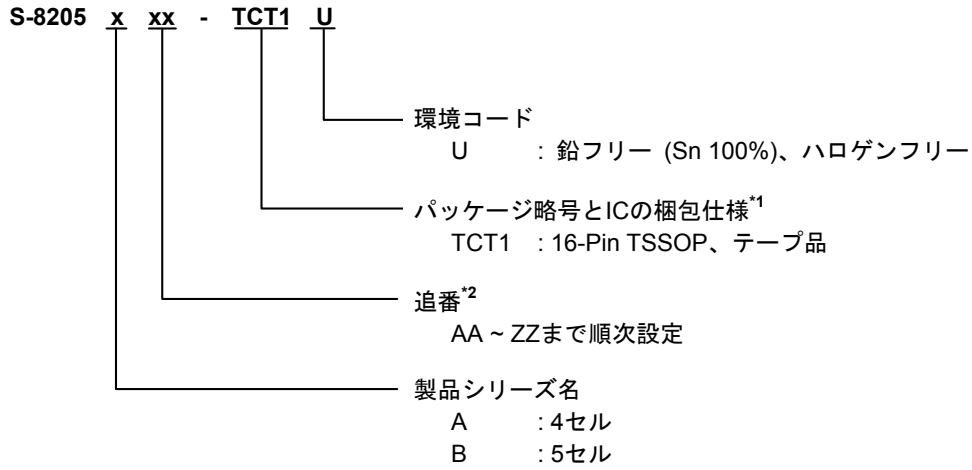 S-8205 x xx - TCT1 U
環境コード
U : 鉛フリー (Sn 100%)、ハロゲンフリー
パッケージ略号とICの梱包仕様*1
TCT1 : 16-Pin TSSOP、テープ品
追番*2
AA ~ ZZまで順次設定
製品シリーズ名
A : 4セル
B : 5セル